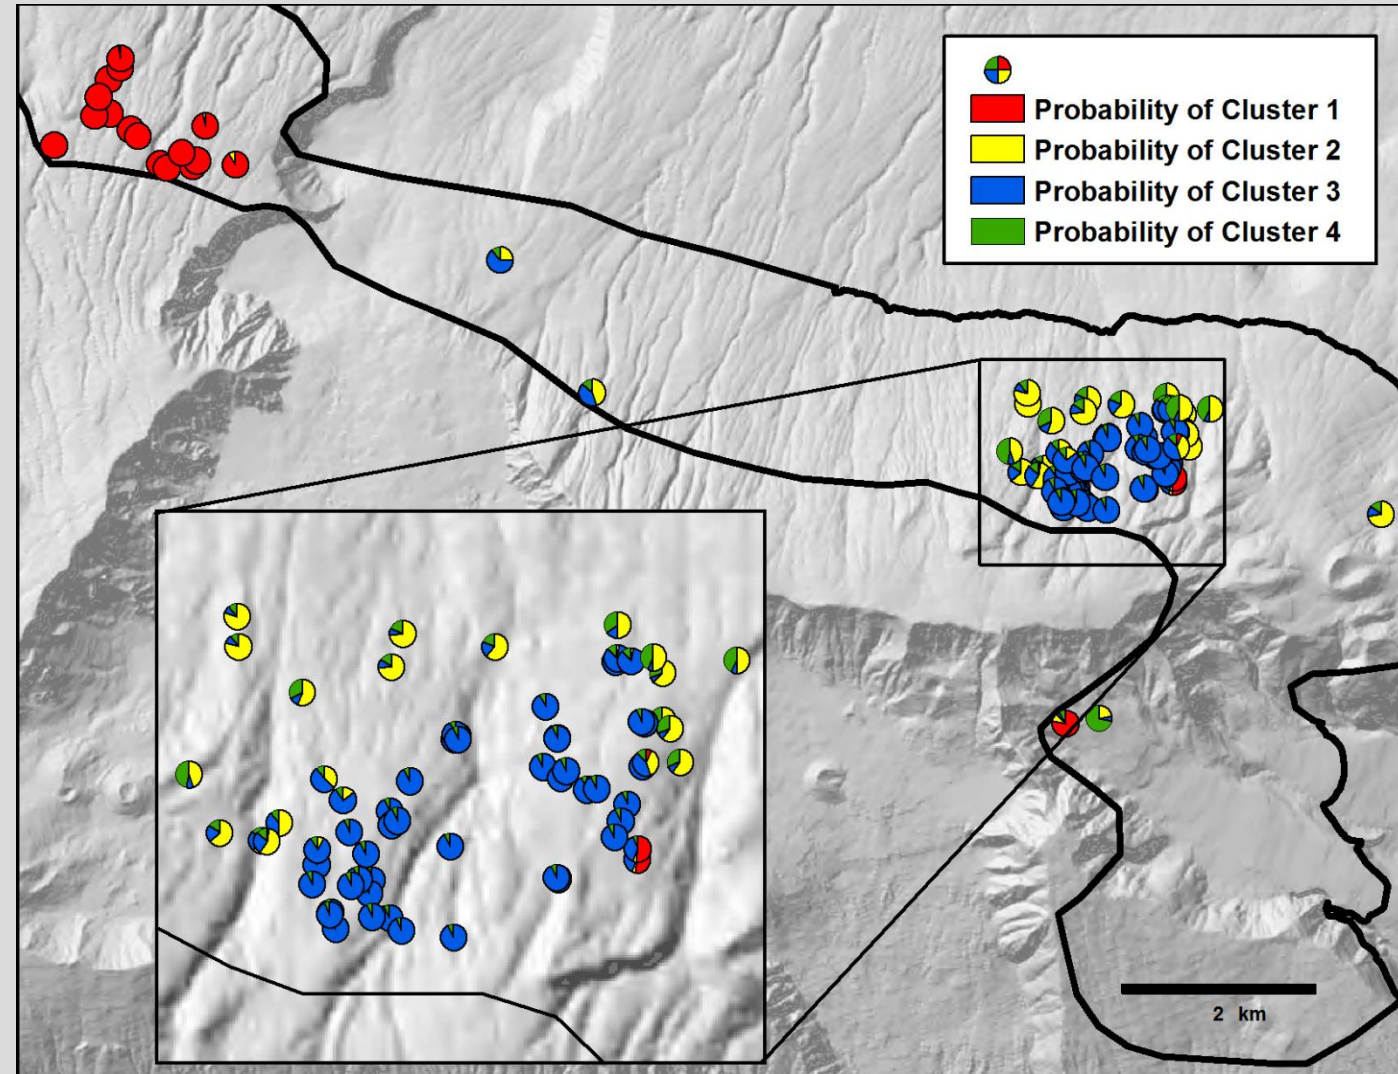 Probability of Cluster 1
Probability of Cluster 2
Probability of Cluster 3
Probability of Cluster 4
2 km